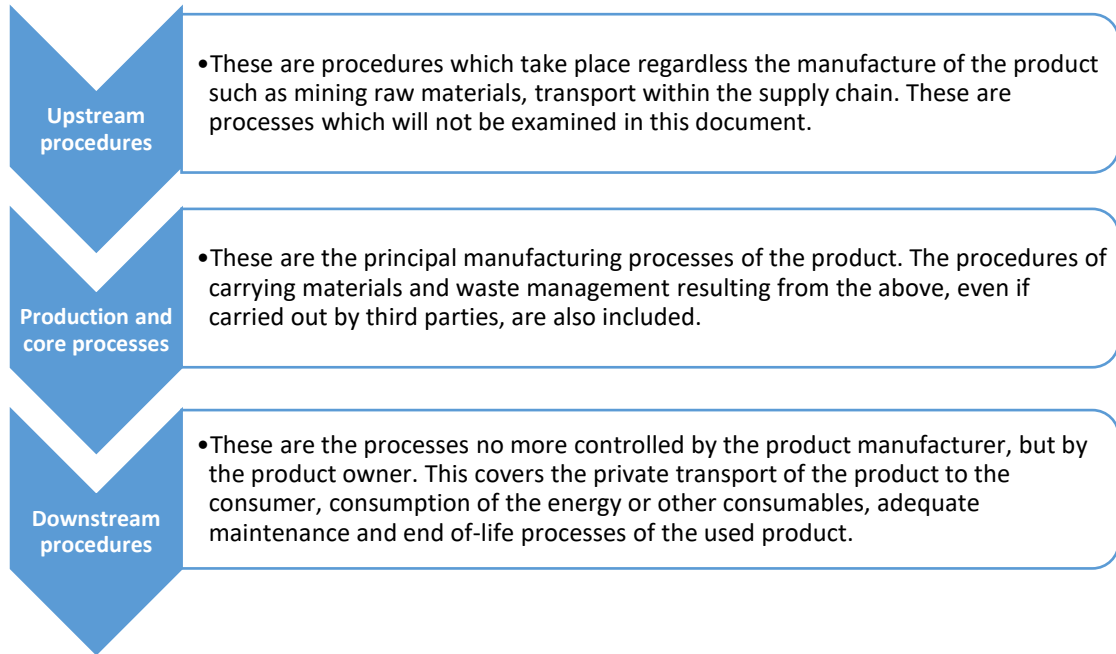 Upstream
procedures
•These are procedures which take place regardless the manufacture of the product
such as mining raw materials, transport within the supply chain. These are
processes which will not be examined in this document.
Production and
core processes
•These are the principal manufacturing processes of the product. The procedures of
carrying materials and waste management resulting from the above, even if
carried out by third parties, are also included.
Downstream
procedures
•These are the processes no more controlled by the product manufacturer, but by
the product owner. This covers the private transport of the product to the
consumer, consumption of the energy or other consumables, adequate
maintenance and end of-life processes of the used product.